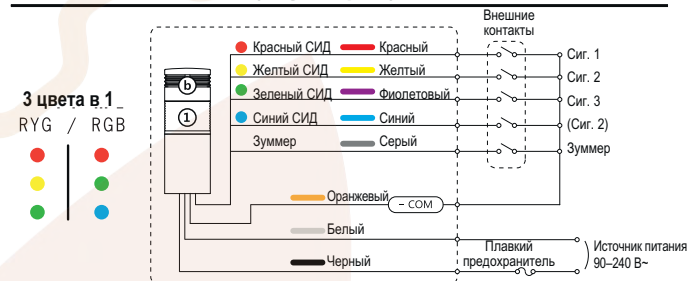 Внешние
контакты
Красный СИД Красный Сиг. 1
Желтый СИД Желтый Сиг. 2
b
3 цвета в 1
Зеленый СИД Фиолетовый Сиг. 3
RYG / RGB
1
Синий СИД Синий (Сиг. 2)
Зуммер Серый Зуммер
Оранжевый
- COM
Белый
Плавкий
предохранитель
Источник питания
90–240 В~
Черный